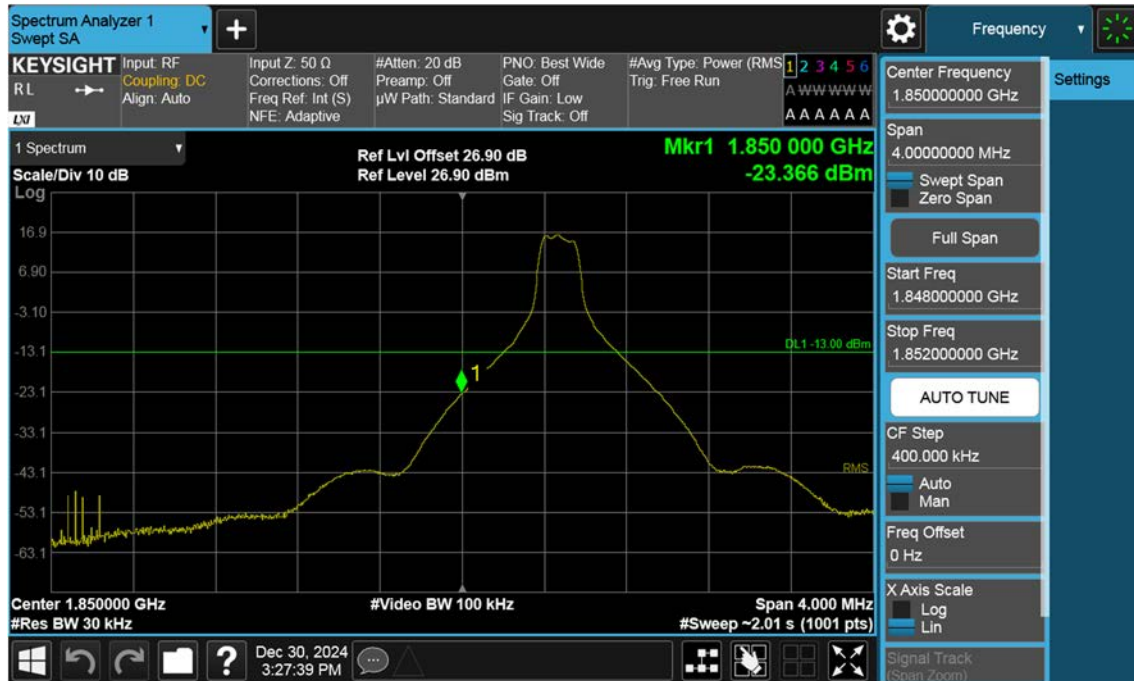 Spectrum Analyzer 1
Swept SA
Frequency
KEYSIGHT
RL
LXI
Input: RF
Coupling: DC
Align: Auto
Input Z: 50 Ω
Corrections: Off
Freq Ref: Int (S)
NFE: Adaptive
#Atten: 20 dB
Preamp: Off
µW Path: Standard
PNO: Best Wide
Gate: Off
IF Gain: Low
Sig Track: Off
#Avg Type: Power (RMS
Trig: Free Run
1 2 3 4 5 6
A W W W W W
A A A A A A
1 Spectrum
Scale/Div 10 dB
Ref Lvl Offset 26.90 dB
Ref Level 26.90 dBm
Mkr1 1.850 000 GHz
-23.366 dBm
Log
16.9
6.90
-3.10
-13.1
-23.1
-33.1
-43.1
-53.1
-63.1
DL1 -13.00 dBm
1
RMS
Center 1.850000 GHz
#Res BW 30 kHz
#Video BW 100 kHz
Span 4.000 MHz
#Sweep ~2.01 s (1001 pts)
Center Frequency
1.850000000 GHz
Settings
Span
4.00000000 MHz
Swept Span
Zero Span
Full Span
Start Freq
1.848000000 GHz
Stop Freq
1.852000000 GHz
AUTO TUNE
CF Step
400.000 kHz
Auto
Man
Freq Offset
0 Hz
X Axis Scale
Log
Lin
Signal Track
(Span Zoom)
?
Dec 30, 2024
3:27:39 PM